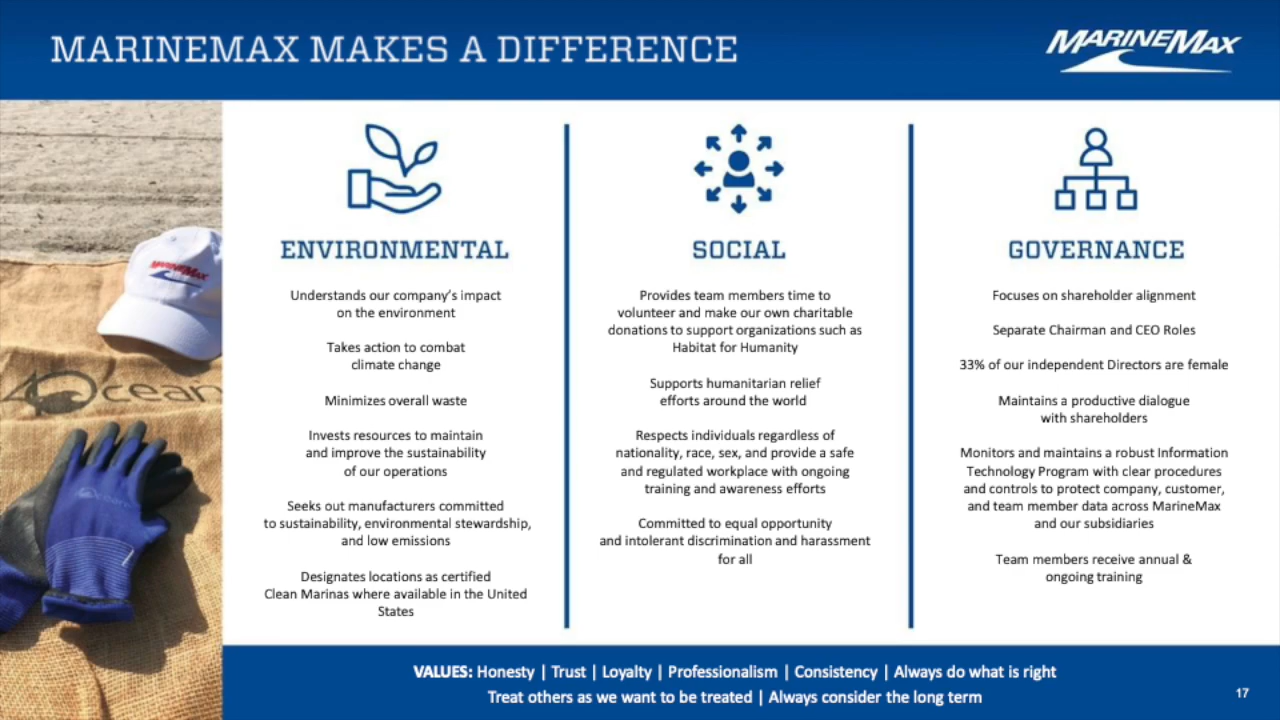 MARINEMAX MAKES A DIFFERENCE
MARINEMAX
MARINEMAX
4Ocean
4Ocean
ENVIRONMENTAL
Understands our company's impact
on the environment
Takes action to combat
climate change
Minimizes overall waste
Invests resources to maintain
and improve the sustainability
of our operations
Seeks out manufacturers committed
to sustainability, environmental stewardship,
and low emissions
Designates locations as certified
Clean Marinas where available in the United
States
SOCIAL
Provides team members time to
volunteer and make our own charitable
donations to support organizations such as
Habitat for Humanity
Supports humanitarian relief
efforts around the world
Respects individuals regardless of
nationality, race, sex, and provide a safe
and regulated workplace with ongoing
training and awareness efforts
Committed to equal opportunity
and intolerant discrimination and harassment
for all
GOVERNANCE
Focuses on shareholder alignment
Separate Chairman and CEO Roles
33% of our independent Directors are female
Maintains a productive dialogue
with shareholders
Monitors and maintains a robust Information
Technology Program with clear procedures
and controls to protect company, customer,
and team member data across MarineMax
and our subsidiaries
Team members receive annual &
ongoing training
VALUES: Honesty | Trust | Loyalty | Professionalism | Consistency | Always do what is right
Treat others as we want to be treated | Always consider the long term
17